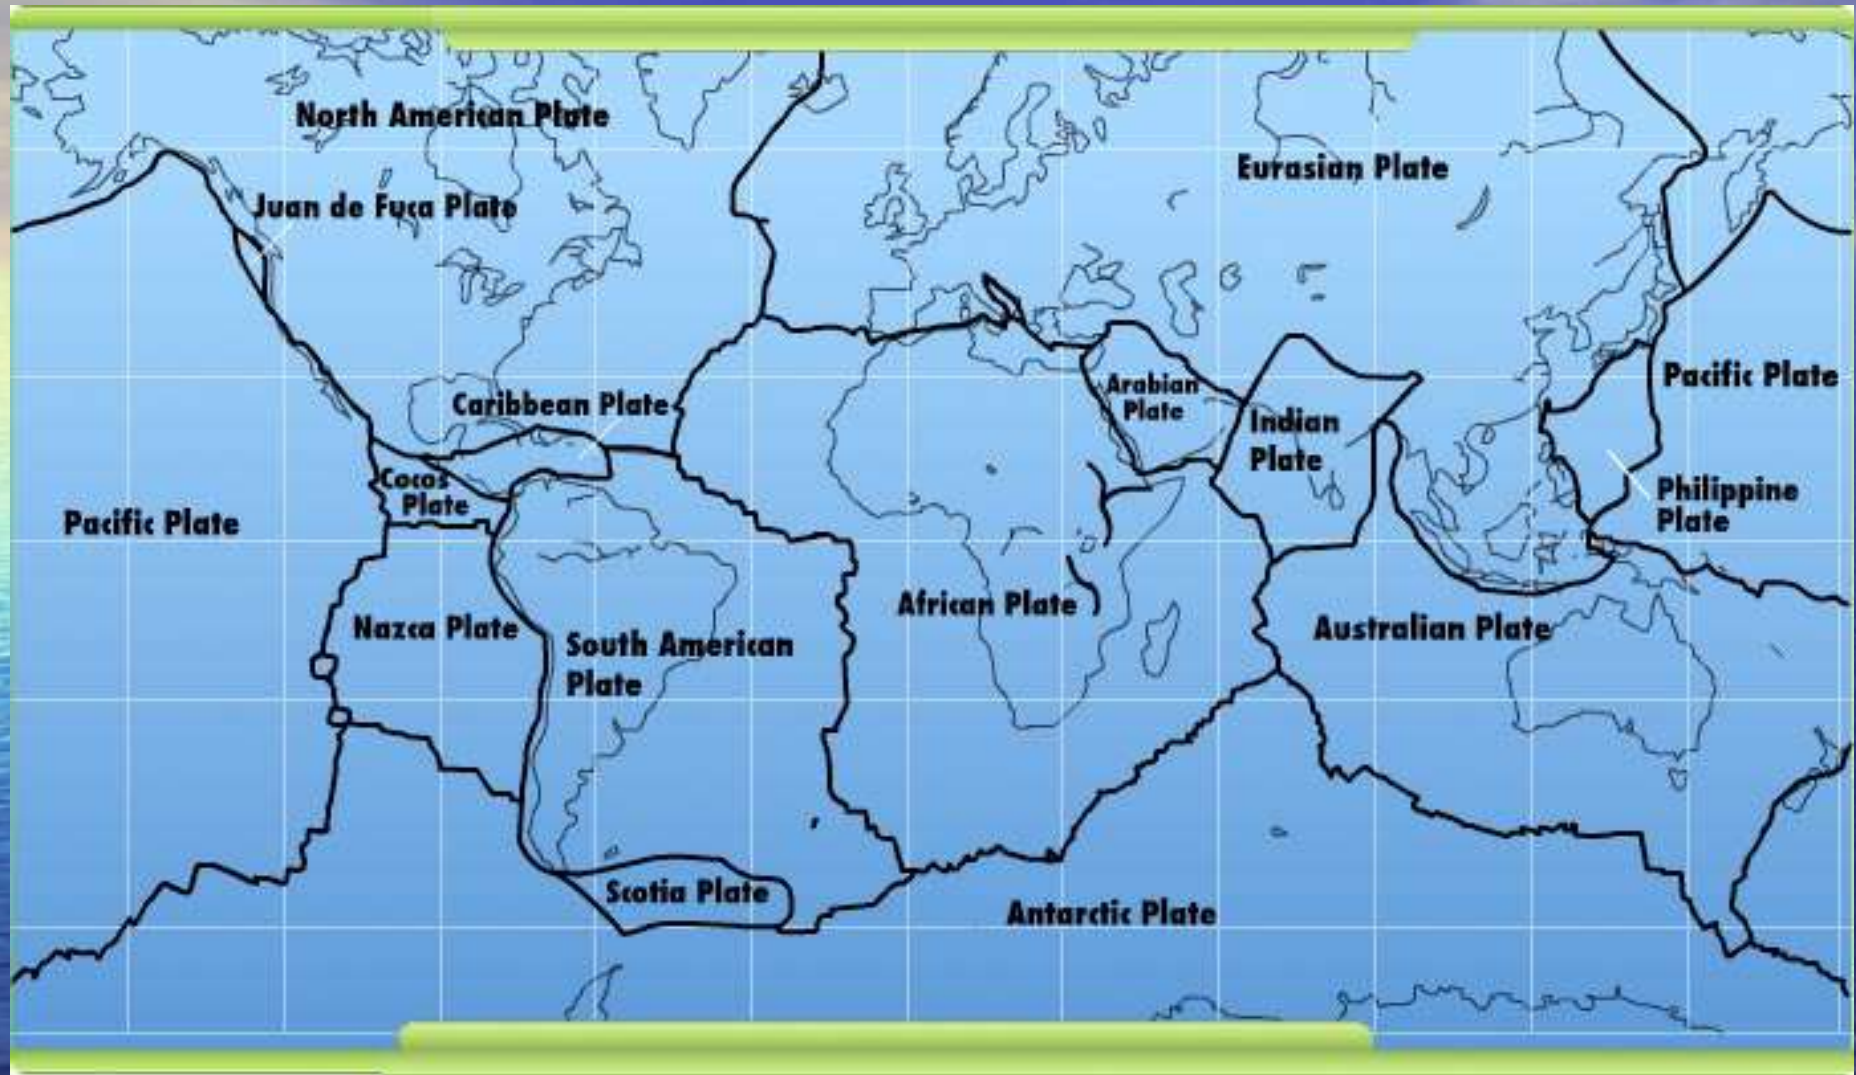 North American Plate
Juan de Fuca Plate
Eurasian Plate
Caribbean Plate
Arabian
Plate
Indian
Plate
Pacific Plate
Cocos
Plate
Pacific Plate
Philippine
Plate
Nazca Plate
South American
Plate
African Plate
Australian Plate
Scotia Plate
Antarctic Plate